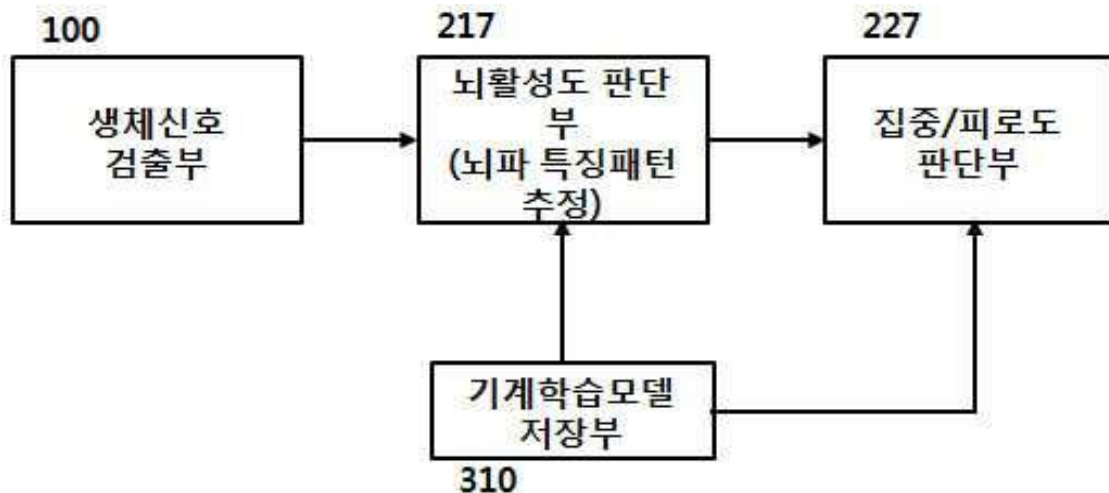 100
생체신호
검출부
217
뇌활성도 판단
부
(뇌파 특징패턴
추정)
227
집중/피로도
판단부
기계학습모델
저장부
310